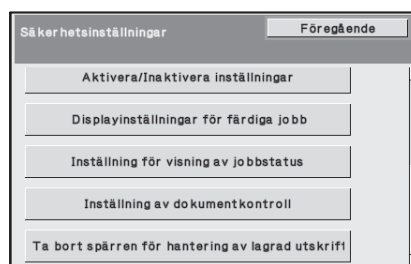 Säkerhetsinställningar
Föregående
Aktivera/Inaktivera inställningar
Displayinställningar för färdiga jobb
Inställning för visning av jobbstatus
Inställning av dokumentkontroll
Ta bort spärren för hantering av lagrad